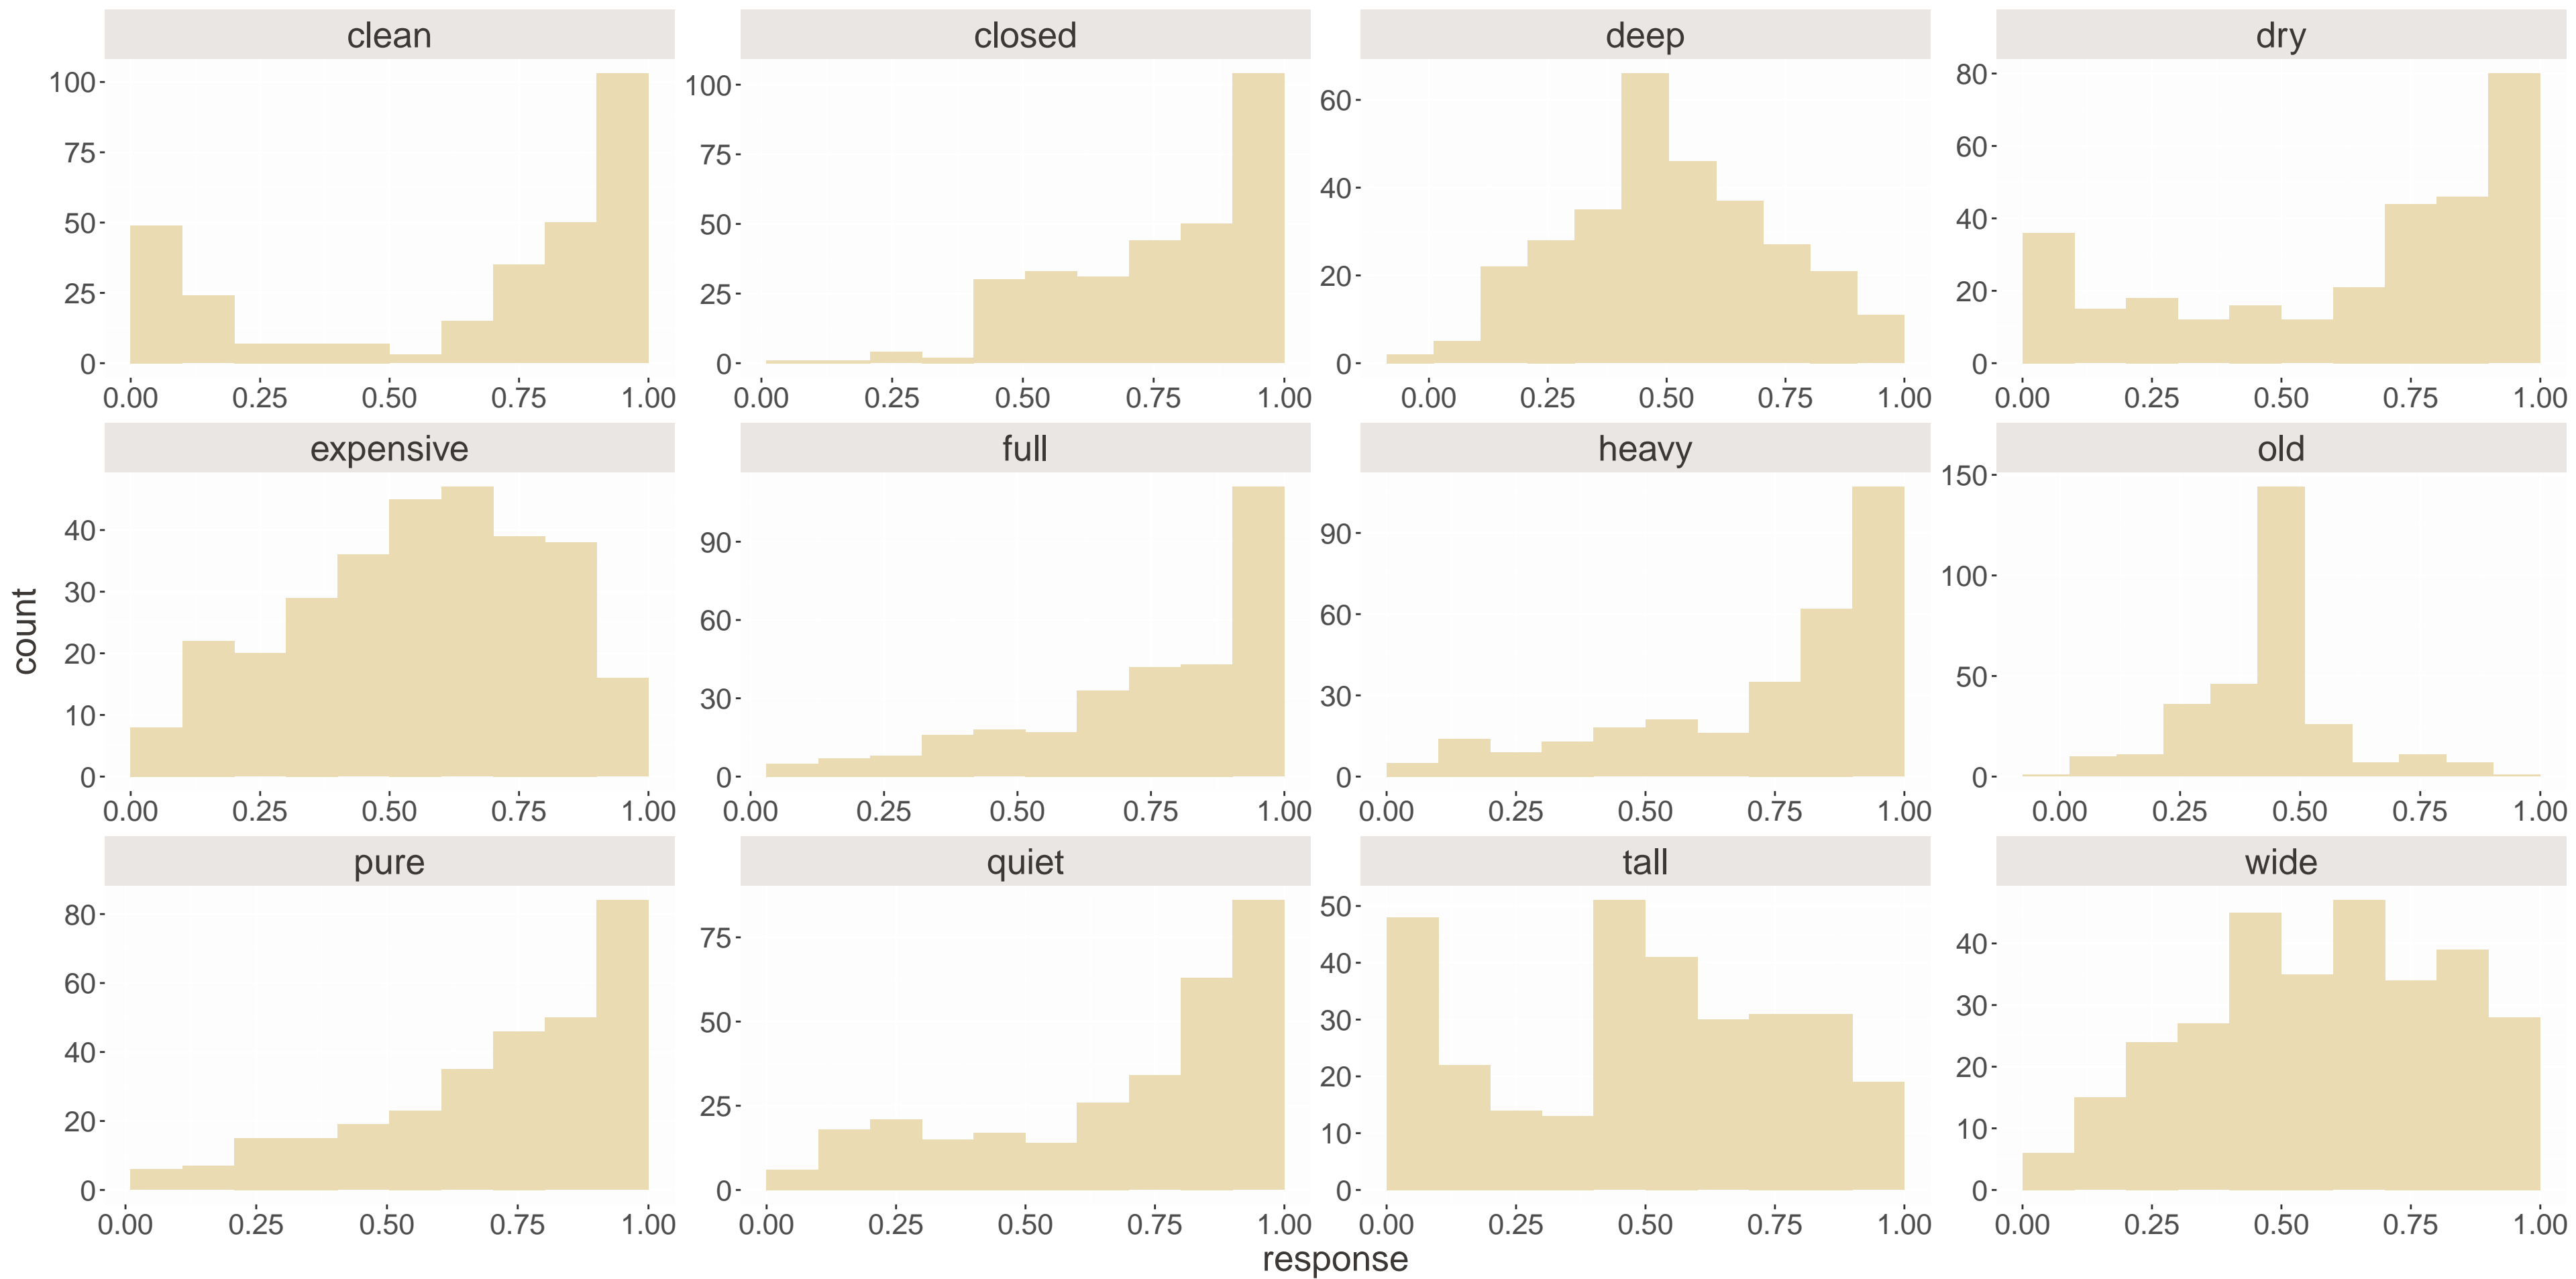 clean closed deep dry
100 75 50 25 0
100 75 50 25 0
60 40 20 0
80 60 40 20 0
0.00 0.25 0.50 0.75 1.00 0.00 0.25 0.50 0.75 1.00 0.00 0.25 0.50 0.75 1.00 0.00 0.25 0.50 0.75 1.00
expensive full heavy old
40 30 20 10 0
90 60 30 0
90 60 30 0
150 100 50 0
0.00 0.25 0.50 0.75 1.00 0.00 0.25 0.50 0.75 1.00 0.00 0.25 0.50 0.75 1.00 0.00 0.25 0.50 0.75 1.00
count
pure quiet tall wide
80 60 40 20 0
75 50 25 0
50 40 30 20 10 0
40 30 20 10 0
0.00 0.25 0.50 0.75 1.00 0.00 0.25 0.50 0.75 1.00 0.00 0.25 0.50 0.75 1.00 0.00 0.25 0.50 0.75 1.00
response